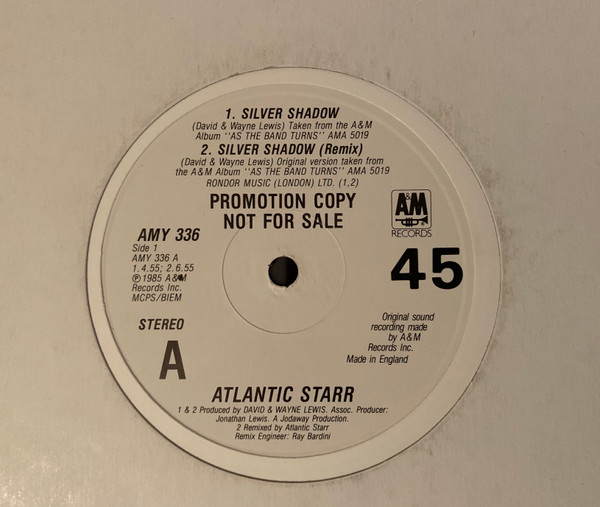 1. SILVER SHADOW
(David & Wayne Lewis) Taken from the A&M
Album ''AS THE BAND TURNS'' AMA 5019
2. SILVER SHADOW (Remix)
(David & Wayne Lewis) Original version taken from
the A&M Album ''AS THE BAND TURNS'' AMA 5019
RONDOR MUSIC (LONDON) LTD. (1,2)
PROMOTION COPY
NOT FOR SALE
AMY 336
Side 1
AMY 336 A
1. 4.55; 2. 6.55
℗ 1985 A&M
Records Inc.
MCPS/BIEM
STEREO
A
A&M
RECORDS
45
Original sound
recording made
by A&M
Records Inc.
Made in England
ATLANTIC STARR
1 & 2 Produced by DAVID & WAYNE LEWIS. Assoc. Producer:
Jonathan Lewis. A Jodaway Production.
2 Remixed by Atlantic Starr
Remix Engineer: Ray Bardini